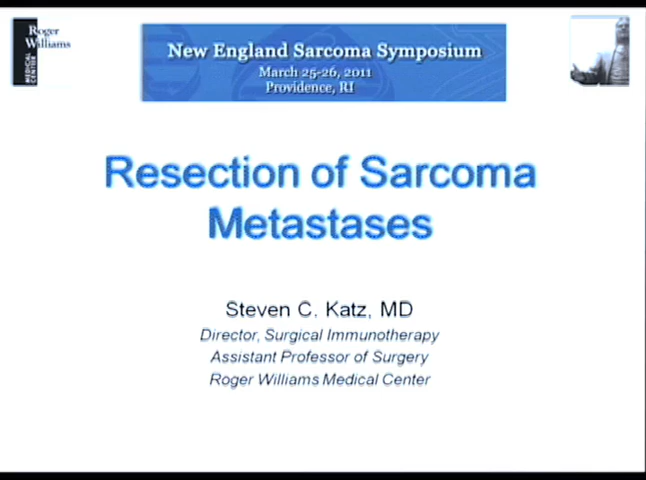 Roger
Williams
MEDICAL
CENTER
New England Sarcoma Symposium
March 25-26, 2011
Providence, RI
Resection of Sarcoma
Metastases
Steven C. Katz, MD
Director, Surgical Immunotherapy
Assistant Professor of Surgery
Roger Williams Medical Center